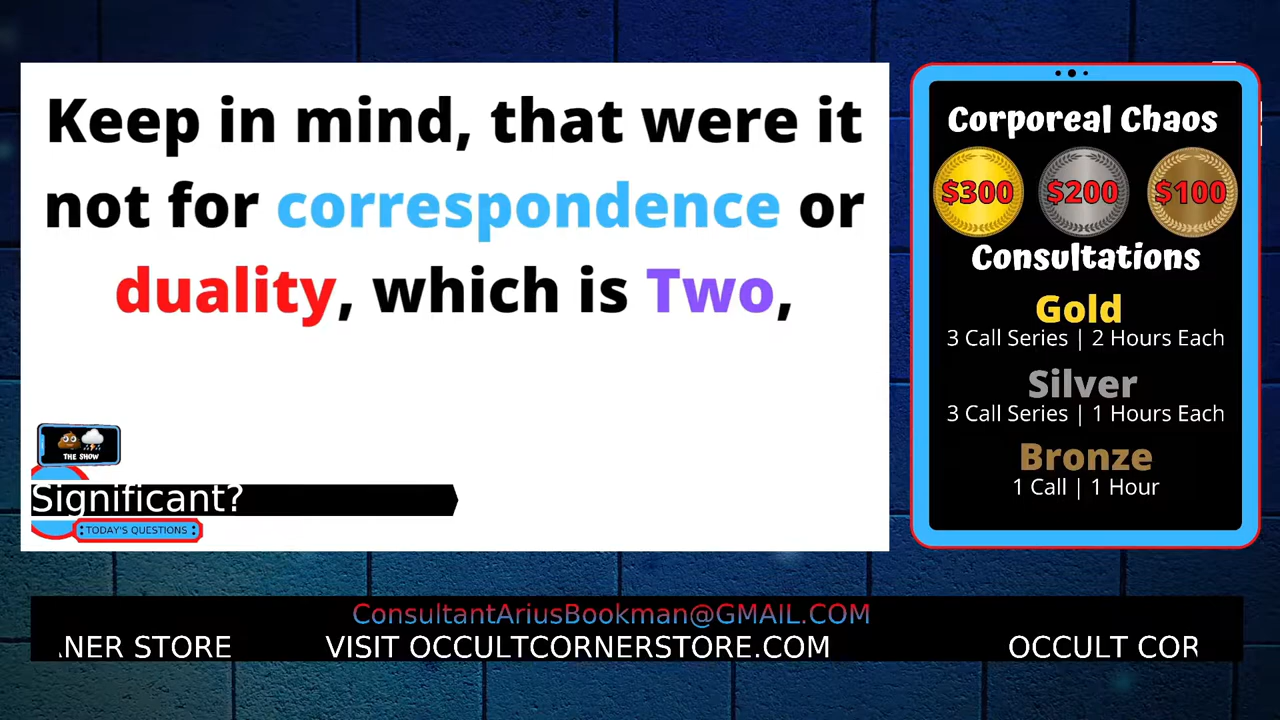 Keep in mind, that were it
not for correspondence or
duality, which is Two,
THE SHOW
Significant?
TODAY'S QUESTIONS
Corporeal Chaos
$300 $200 $100
Consultations
Gold
3 Call Series | 2 Hours Each
Silver
3 Call Series | 1 Hours Each
Bronze
1 Call | 1 Hour
ConsultantAriusBookman@GMAIL.COM
NER STORE VISIT OCCULTCORNERSTORE.COM OCCULT COR